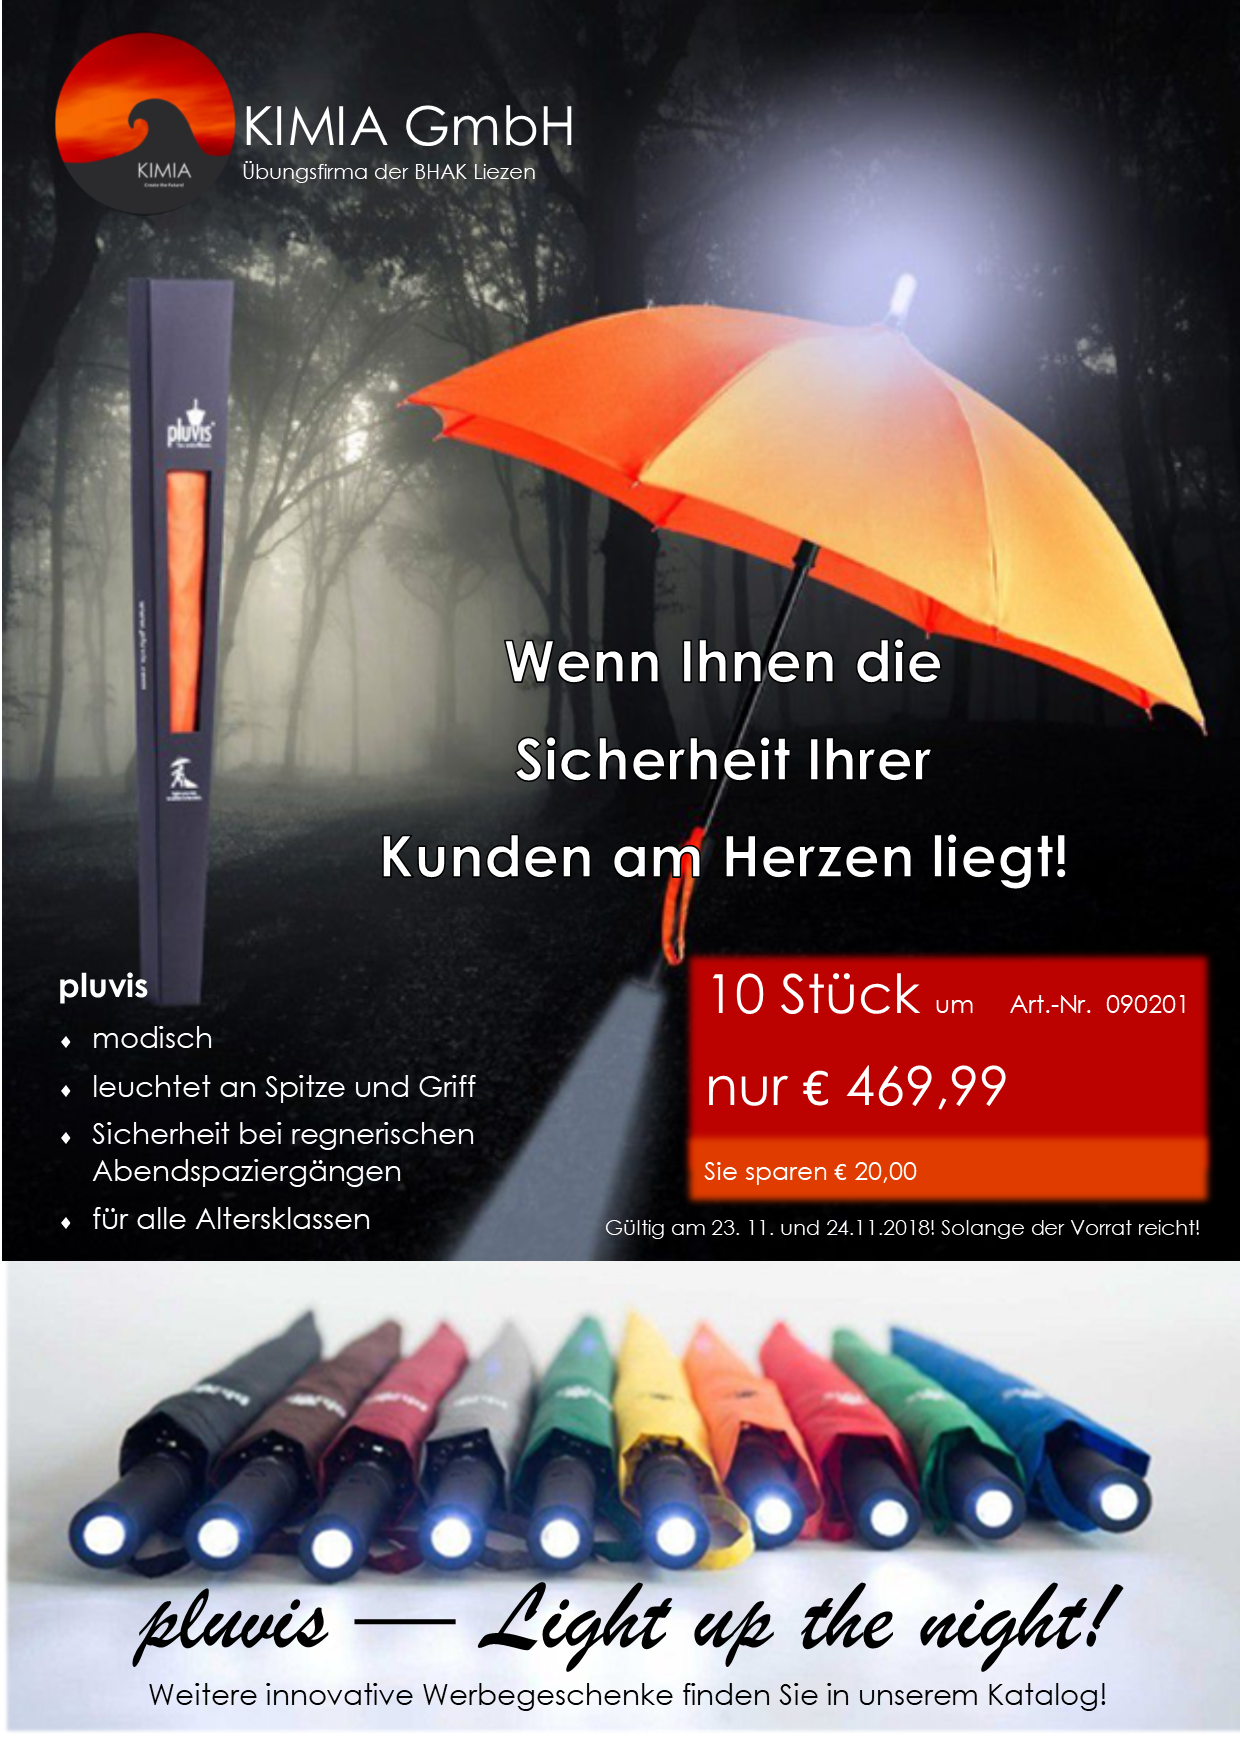 KIMIA GmbH
Übungsfirma der BHAK Liezen
KIMIA
Create the Future!
pluvis
Wenn Ihnen die
Sicherheit Ihrer
Kunden am Herzen liegt!
pluvis
♦ modisch
♦ leuchtet an Spitze und Griff
♦ Sicherheit bei regnerischen
Abendspaziergängen
♦ für alle Altersklassen
10 Stück um Art.-Nr. 090201
nur € 469,99
Sie sparen € 20,00
Gültig am 23. 11. und 24.11.2018! Solange der Vorrat reicht!
pluvis — Light up the night!
Weitere innovative Werbegeschenke finden Sie in unserem Katalog!